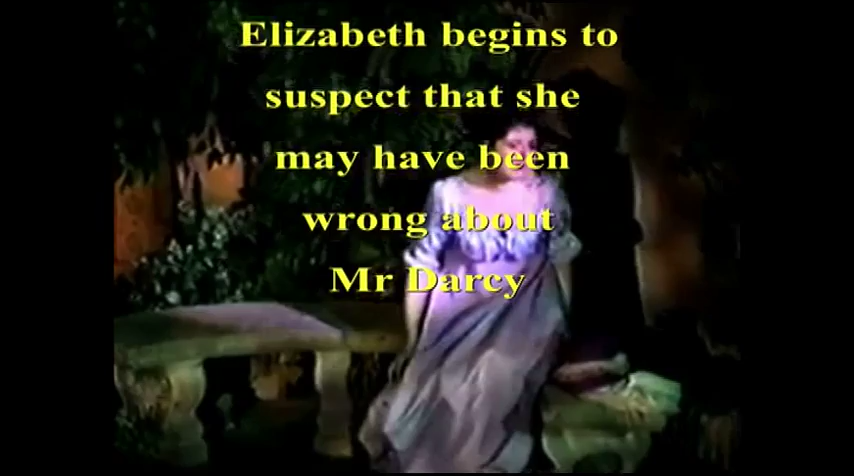 Elizabeth begins to
suspect that she
may have been
wrong about
Mr Darcy